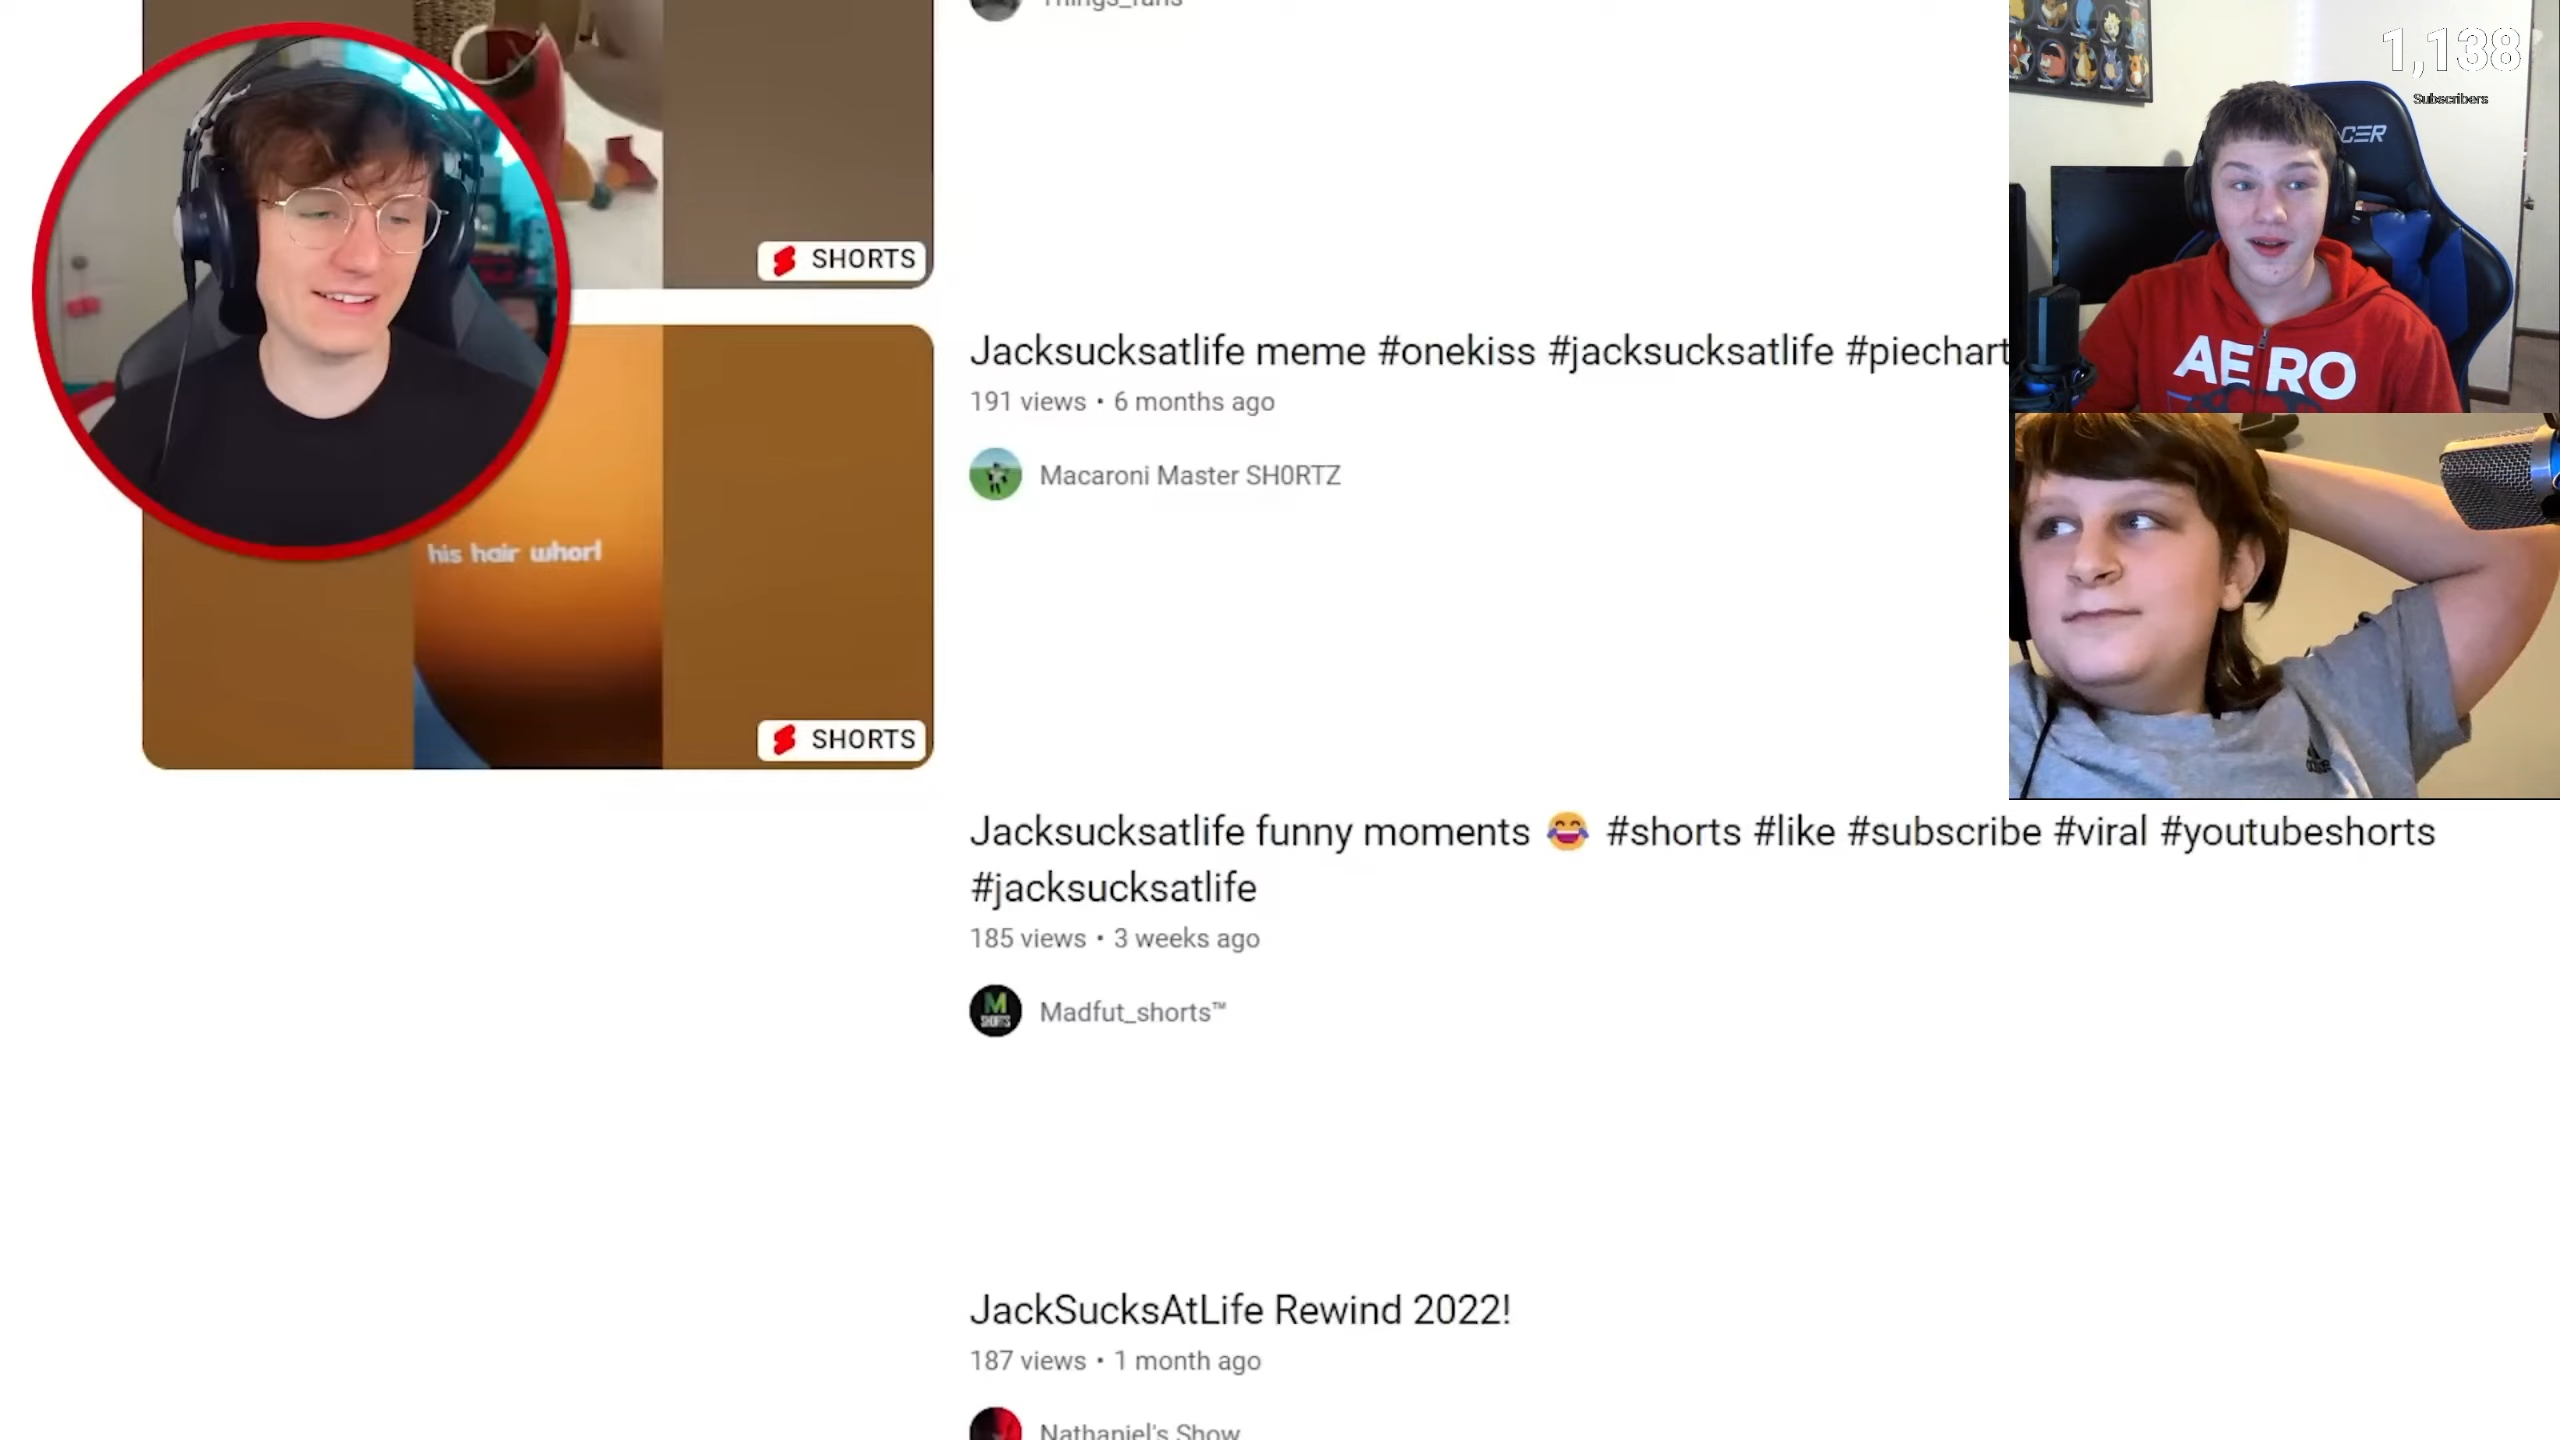 1,138
Subscribers
CER
SHORTS
Jacksucksatlife meme #onekiss #jacksucksatlife #piechart
191 views • 6 months ago
AERO
Macaroni Master SH0RTZ
his hair whorl
SHORTS
Jacksucksatlife funny moments 😂 #shorts #like #subscribe #viral #youtubeshorts
#jacksucksatlife
185 views • 3 weeks ago
M
SHORTS
Madfut_shorts™
JackSucksAtLife Rewind 2022!
187 views • 1 month ago
Nathaniel's Show